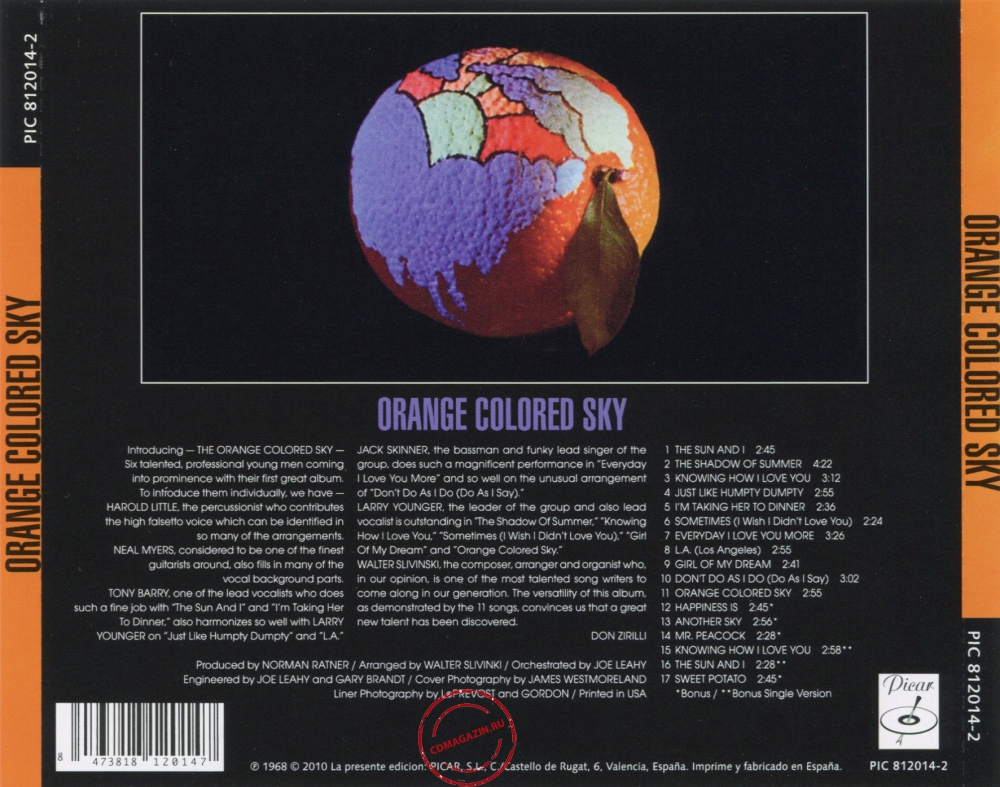 PIC 812014-2
ORANGE COLORED SKY
ORANGE COLORED SKY
Introducing — THE ORANGE COLORED SKY —
Six talented, professional young men coming
into prominence with their first great album.
To introduce them individually, we have —
HAROLD LITTLE, the percussionist who contributes
the high falsetto voice which can be identified in
so many of the arrangements.
NEAL MYERS, considered to be one of the finest
guitarists around, also fills in many of the
vocal background parts.
TONY BARRY, one of the lead vocalists who does
such a fine job with "The Sun And I" and "I'm Taking Her
To Dinner," also harmonizes so well with LARRY
YOUNGER on "Just Like Humpty Dumpty" and "L.A."
JACK SKINNER, the bassman and funky lead singer of the
group, does such a magnificent performance in "Everyday
I Love You More" and so well on the unusual arrangement
of "Don't Do As I Do (Do As I Say)."
LARRY YOUNGER, the leader of the group and also lead
vocalist is outstanding in "The Shadow Of Summer," "Knowing
How I Love You," "Sometimes (I Wish I Didn't Love You)," "Girl
Of My Dream" and "Orange Colored Sky."
WALTER SLIVINSKI, the composer, arranger and organist who,
in our opinion, is one of the most talented song writers to
come along in our generation. The versatility of this album,
as demonstrated by the 11 songs, convinces us that a great
new talent has been discovered.
DON ZIRILLI
1 THE SUN AND I 2:45
2 THE SHADOW OF SUMMER 4:22
3 KNOWING HOW I LOVE YOU 3:12
4 JUST LIKE HUMPTY DUMPTY 2:55
5 I'M TAKING HER TO DINNER 2:36
6 SOMETIMES (I Wish I Didn't Love You) 2:24
7 EVERYDAY I LOVE YOU MORE 3:26
8 L.A. (Los Angeles) 2:55
9 GIRL OF MY DREAM 2:41
10 DON'T DO AS I DO (Do As I Say) 3:02
11 ORANGE COLORED SKY 2:55
12 HAPPINESS IS 2:45*
13 ANOTHER SKY 2:56*
14 MR. PEACOCK 2:28*
15 KNOWING HOW I LOVE YOU 2:58**
16 THE SUN AND I 2:28**
17 SWEET POTATO 2:45*
*Bonus / **Bonus Single Version
Produced by NORMAN RATNER / Arranged by WALTER SLIVINKI / Orchestrated by JOE LEAHY
Engineered by JOE LEAHY and GARY BRANDT / Cover Photography by JAMES WESTMORELAND
Liner Photography by LePREVOST and GORDON / Printed in USA
CDMAGAZIN.RU
8 473818 120147
℗ 1968 © 2010 La presente edicion: PICAR, S.L., C/Castello de Rugat, 6, Valencia, España. Imprime y fabricado en España.
Picar
PIC 812014-2
ORANGE COLORED SKY
PIC 812014-2